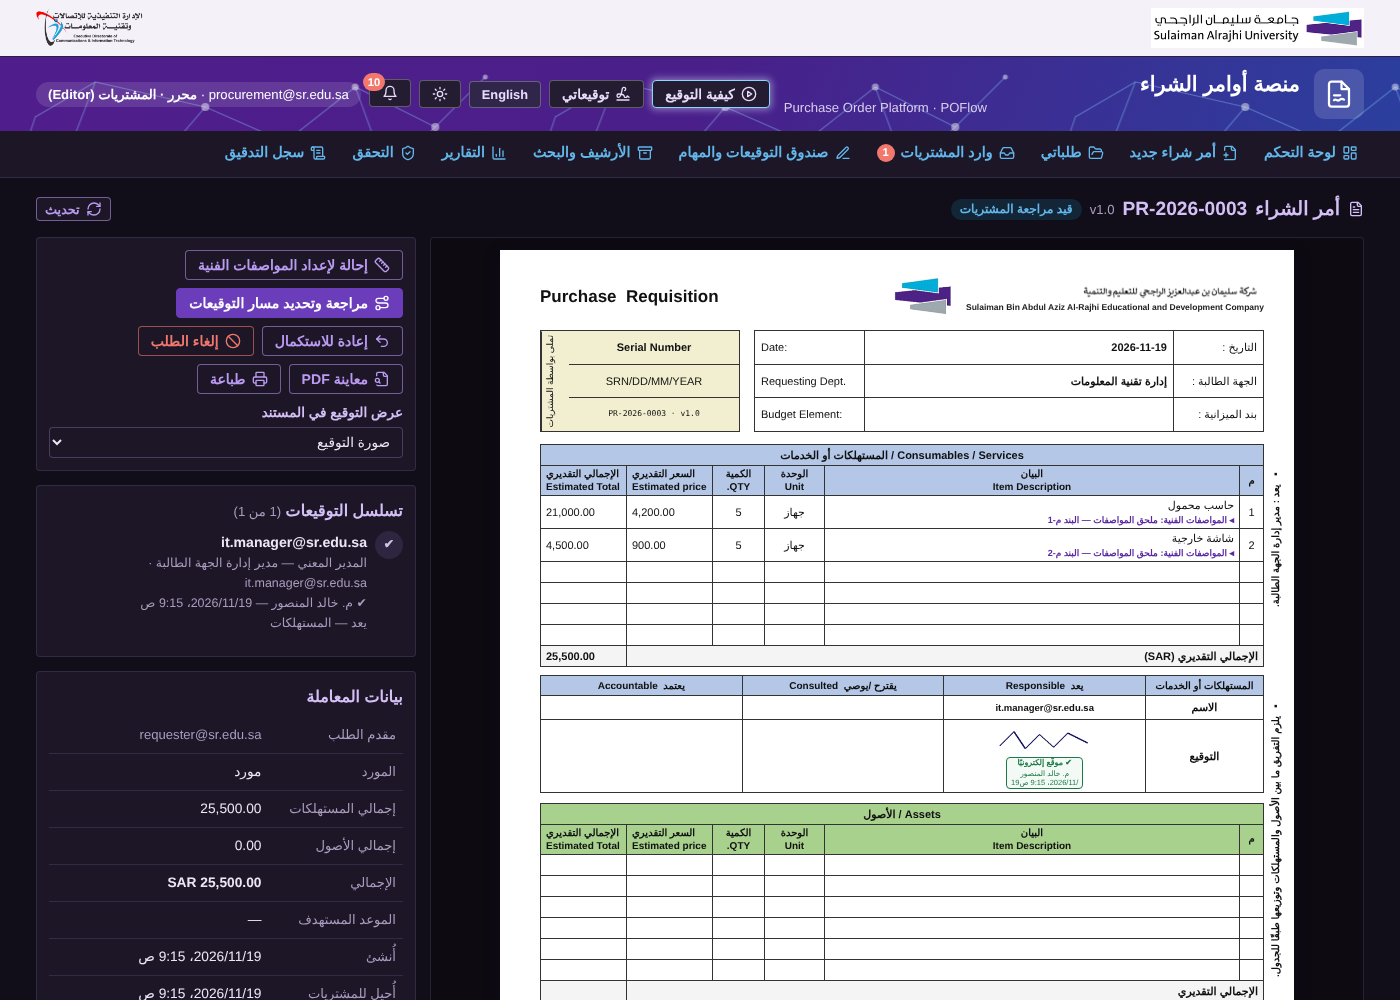 جامعة سليمان الراجحي
Sulaiman Alrajhi University
الإدارة التنفيذية للإتصالات
وتقنيـة المعلومـات
Executive Directorate of
Communications & Information Technology
منصة أوامر الشراء
Purchase Order Platform · POFlow
كيفية التوقيع
توقيعاتي
English
10
procurement@sr.edu.sa · محرر · المشتريات (Editor)
لوحة التحكم
أمر شراء جديد
طلباتي
وارد المشتريات 1
صندوق التوقيعات والمهام
الأرشيف والبحث
التقارير
التحقق
سجل التدقيق
أمر الشراء PR-2026-0003 v1.0 قيد مراجعة المشتريات
تحديث
شركة سليمان بن عبدالعزيز الراجحي للتعليم والتنمية
Sulaiman Bin Abdul Aziz Al-Rajhi Educational and Development Company
Purchase Requisition
التاريخ : 2026-11-19 Date:
الجهة الطالبة : إدارة تقنية المعلومات Requesting Dept.
بند الميزانية : Budget Element:
Serial Number
SRN/DD/MM/YEAR
PR-2026-0003 · v1.0
تملى بواسطة المشتريات
المستهلكات أو الخدمات / Consumables / Services
م البيان الوحدة الكمية السعر التقديري الإجمالي التقديري
Item Description Unit QTY. Estimated price Estimated Total
1 حاسب محمول جهاز 5 4,200.00 21,000.00
◂ المواصفات الفنية: ملحق المواصفات — البند م-1
2 شاشة خارجية جهاز 5 900.00 4,500.00
◂ المواصفات الفنية: ملحق المواصفات — البند م-2
الإجمالي التقديري (SAR) 25,500.00
▪ يعد : مدير إدارة الجهة الطالبة.
المستهلكات أو الخدمات يعد Responsible يقترح /يوصي Consulted يعتمد Accountable
الاسم it.manager@sr.edu.sa
التوقيع
✔ موقّع إلكترونيًا
م. خالد المنصور
19‏/11‏/2026، 9:15 ص
▪ يلزم التفريق ما بين الأصول والمستهلكات وتوزيعها طبقًا للجدول.
الأصول / Assets
م البيان الوحدة الكمية السعر التقديري الإجمالي التقديري
Item Description Unit QTY. Estimated price Estimated Total
الإجمالي التقديري
إحالة لإعداد المواصفات الفنية
مراجعة وتحديد مسار التوقيعات
إعادة للاستكمال
إلغاء الطلب
معاينة PDF
طباعة
عرض التوقيع في المستند
صورة التوقيع
تسلسل التوقيعات (1 من 1)
✔ it.manager@sr.edu.sa
المدير المعني — مدير إدارة الجهة الطالبة ·
it.manager@sr.edu.sa
✔ م. خالد المنصور — 2026/11/19، 9:15 ص
يعد — المستهلكات
بيانات المعاملة
مقدم الطلب requester@sr.edu.sa
المورد مورد
إجمالي المستهلكات 25,500.00
إجمالي الأصول 0.00
الإجمالي 25,500.00 SAR
الموعد المستهدف —
أُنشئ 2026/11/19، 9:15 ص
أُحيل للمشتريات 2026/11/19، 9:15 ص